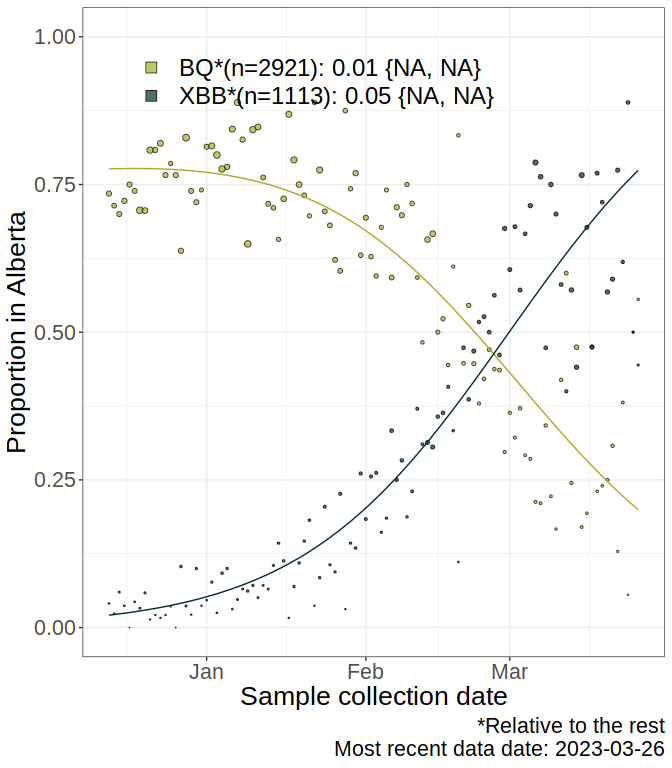 1.00
BQ*(n=2921): 0.01 {NA, NA}
XBB*(n=1113): 0.05 {NA, NA}
0.75
0.50
0.25
0.00
Proportion in Alberta
Jan Feb Mar
Sample collection date
*Relative to the rest
Most recent data date: 2023-03-26